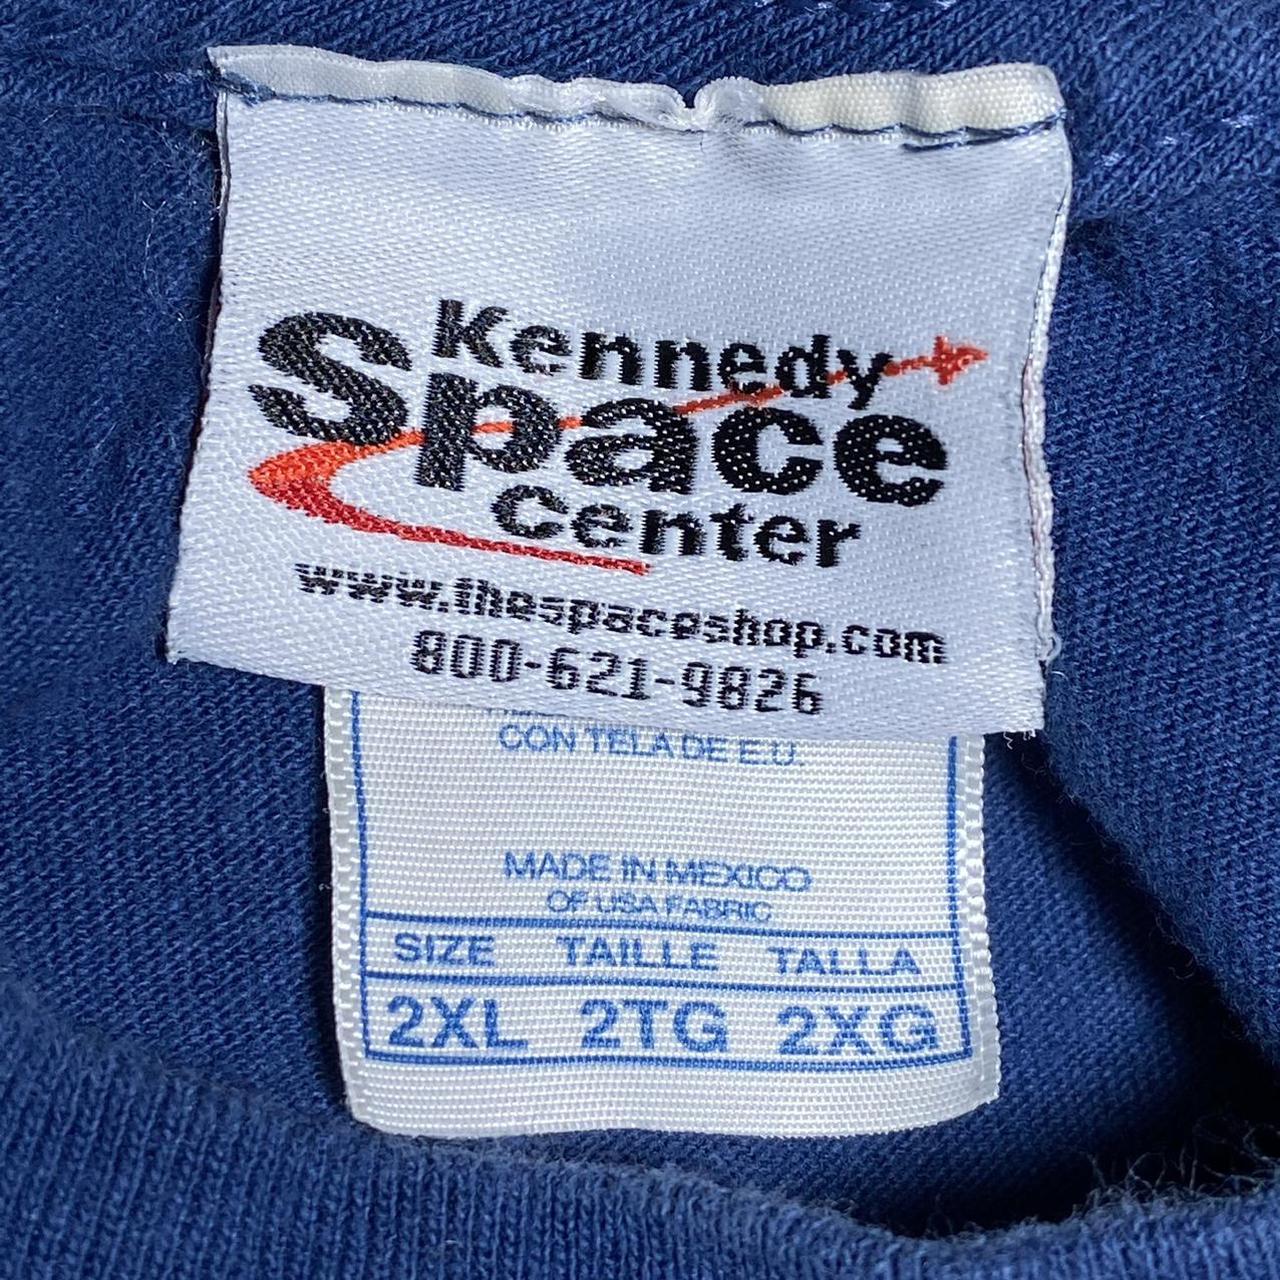 Kennedy
Space
Center
www.thespaceshop.com
800-621-9826
CON TELA DE E.U.
MADE IN MEXICO
OF USA FABRIC
SIZE TAILLE TALLA
2XL 2TG 2XG